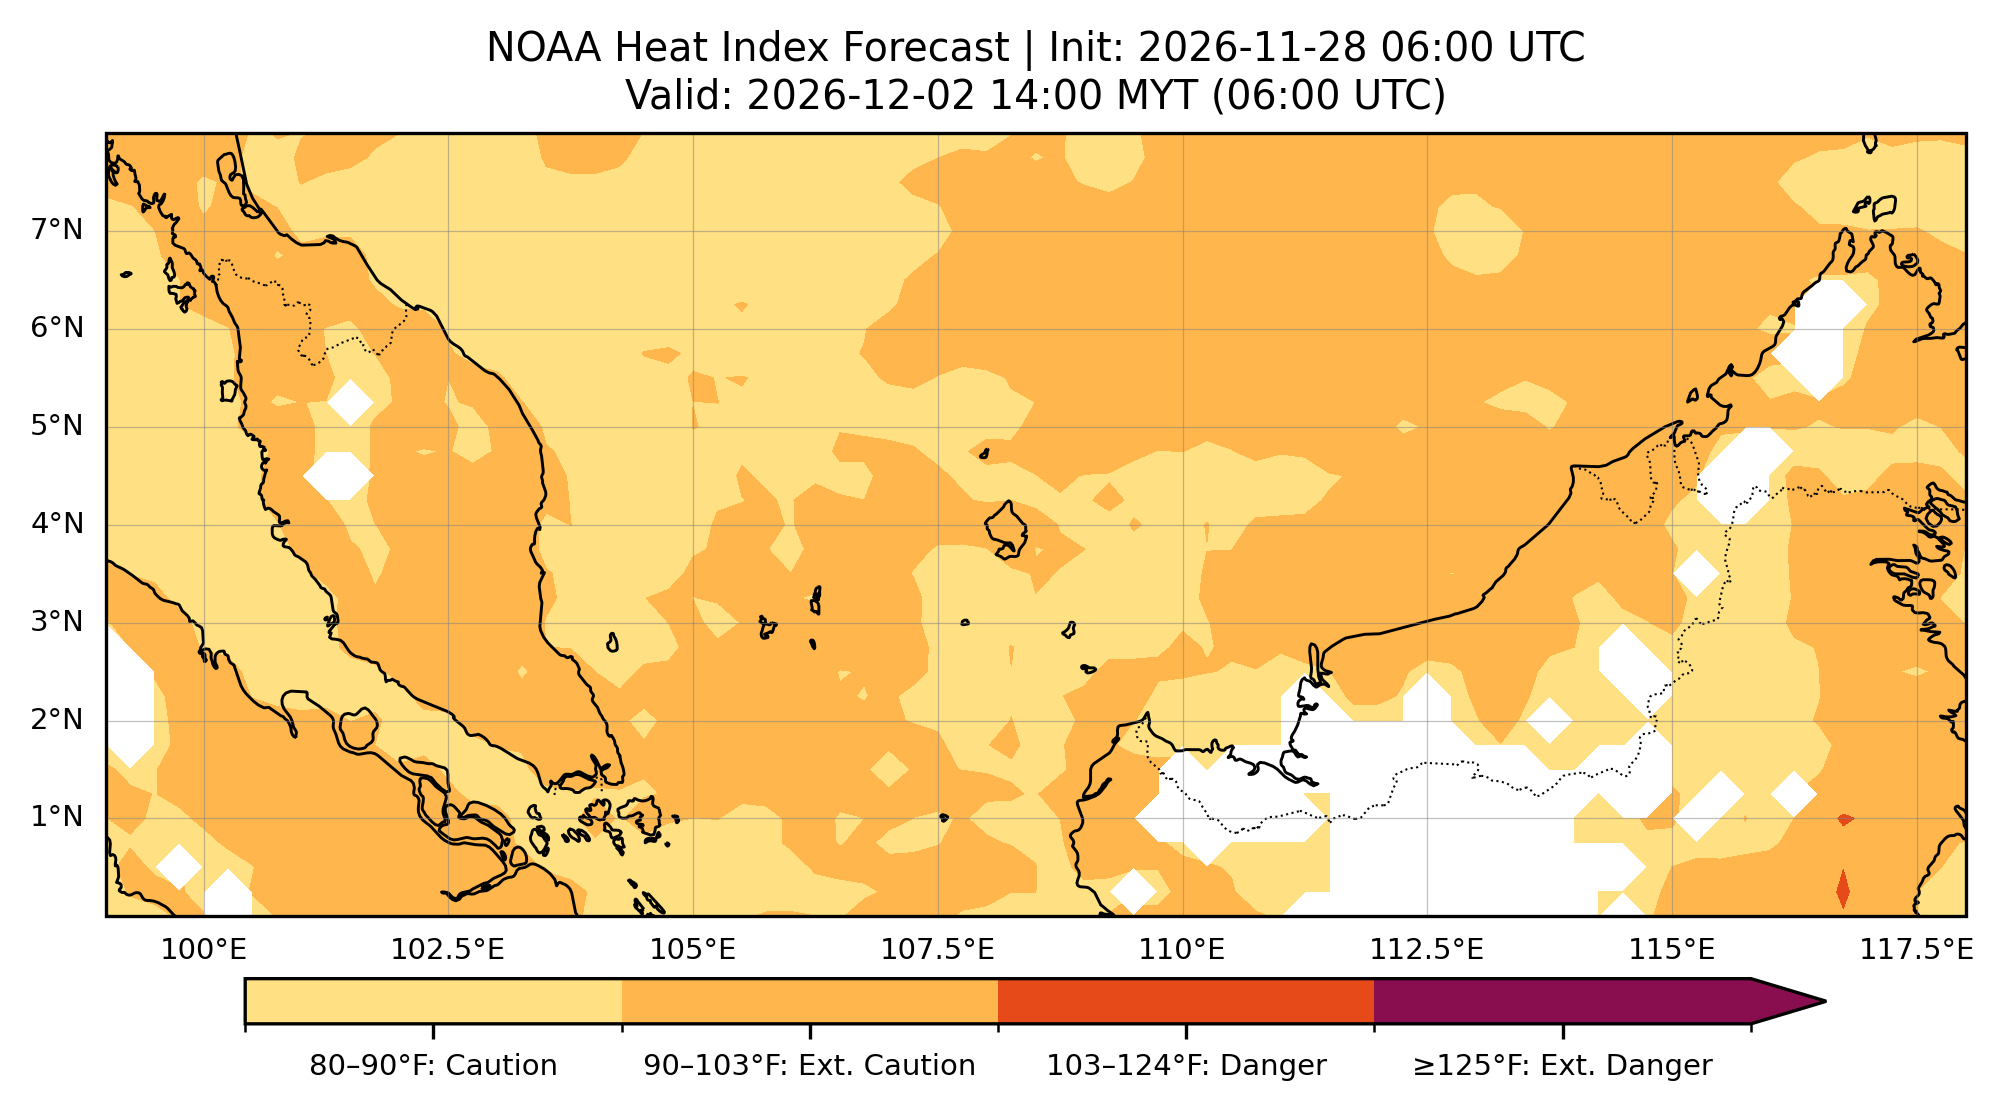 NOAA Heat Index Forecast | Init: 2026-11-28 06:00 UTC
Valid: 2026-12-02 14:00 MYT (06:00 UTC)
7°N
6°N
5°N
4°N
3°N
2°N
1°N
100°E 102.5°E 105°E 107.5°E 110°E 112.5°E 115°E 117.5°E
80–90°F: Caution 90–103°F: Ext. Caution 103–124°F: Danger ≥125°F: Ext. Danger